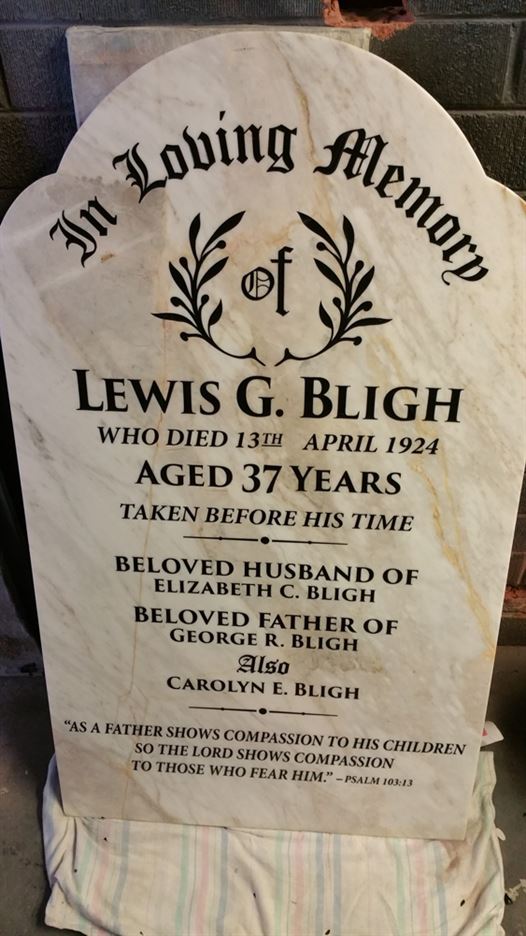 In Loving Memory
of
LEWIS G. BLIGH
WHO DIED 13TH APRIL 1924
AGED 37 YEARS
TAKEN BEFORE HIS TIME
BELOVED HUSBAND OF
ELIZABETH C. BLIGH
BELOVED FATHER OF
GEORGE R. BLIGH
Also
CAROLYN E. BLIGH
“AS A FATHER SHOWS COMPASSION TO HIS CHILDREN
SO THE LORD SHOWS COMPASSION
TO THOSE WHO FEAR HIM.” – PSALM 103:13